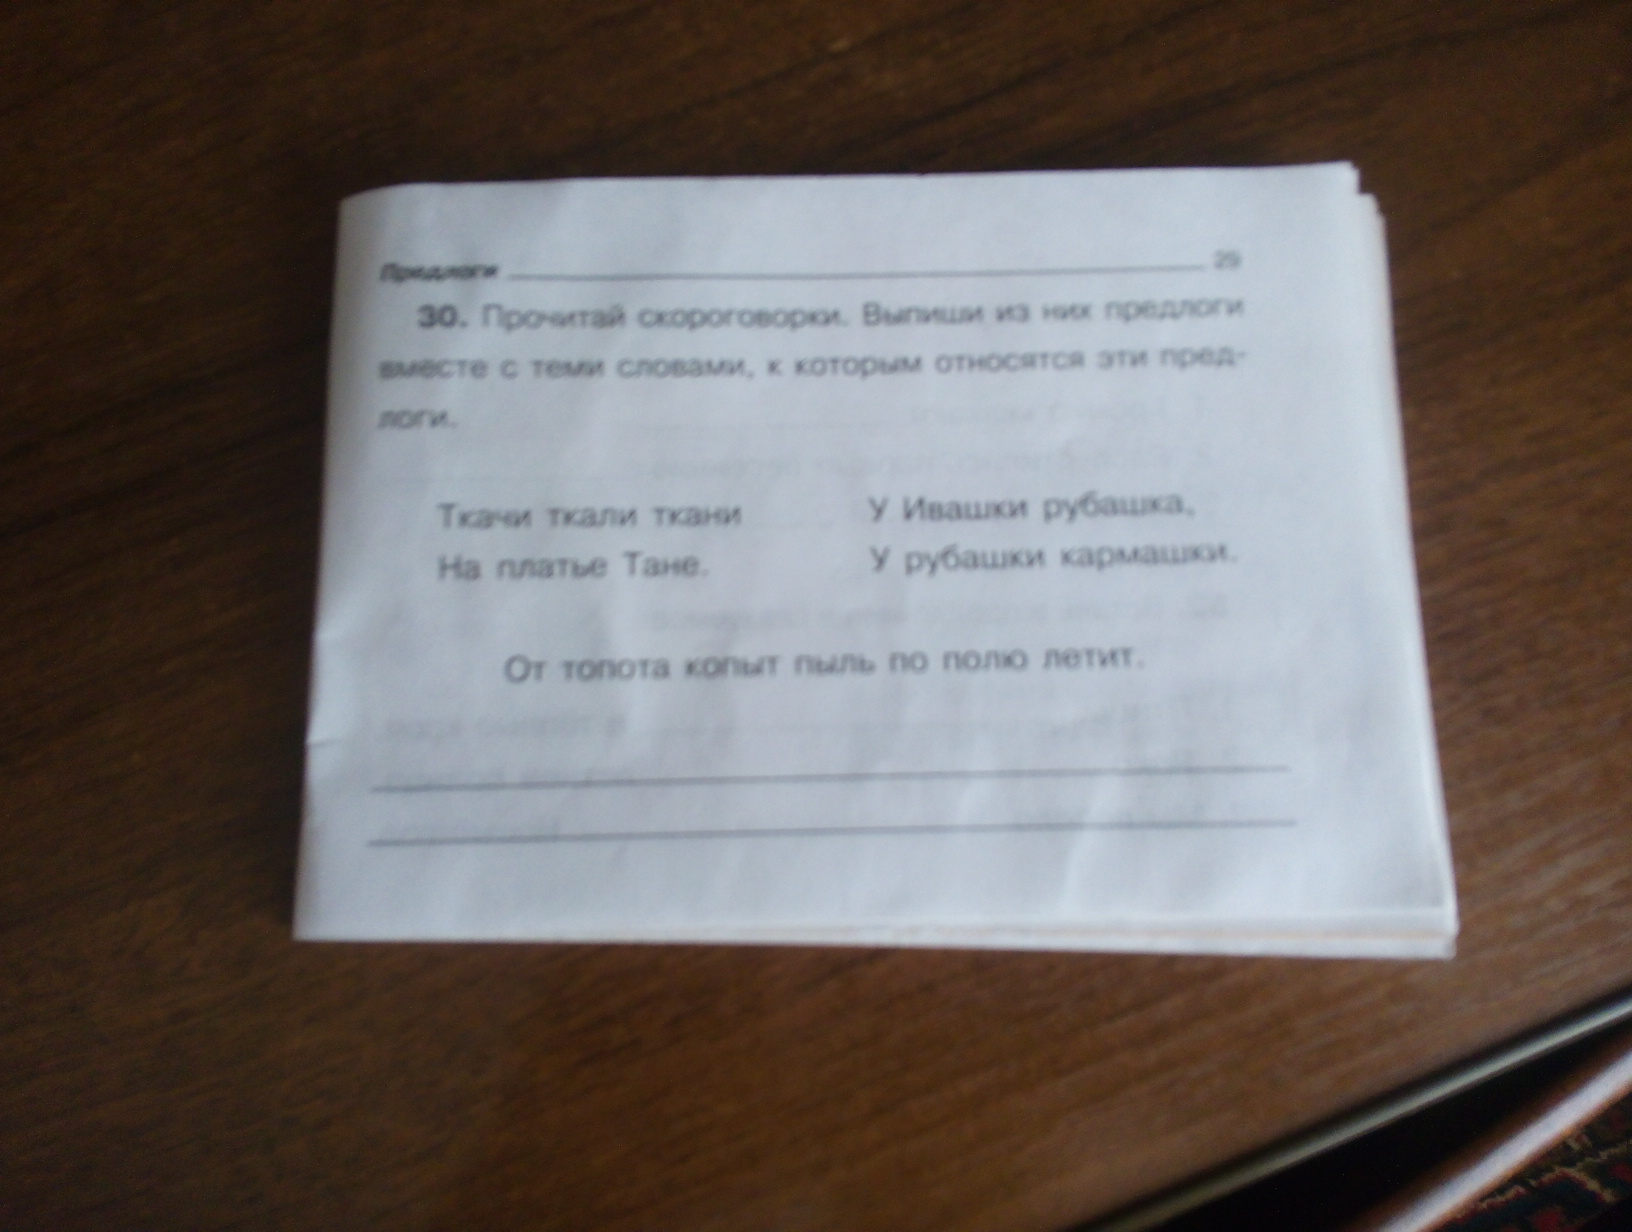 Предлоги 29
30. Прочитай скороговорки. Выпиши из них предлоги
вместе с теми словами, к которым относятся эти пред-
логи.
Ткачи ткали ткани
На платье Тане.
У Ивашки рубашка,
У рубашки кармашки.
От топота копыт пыль по полю летит.